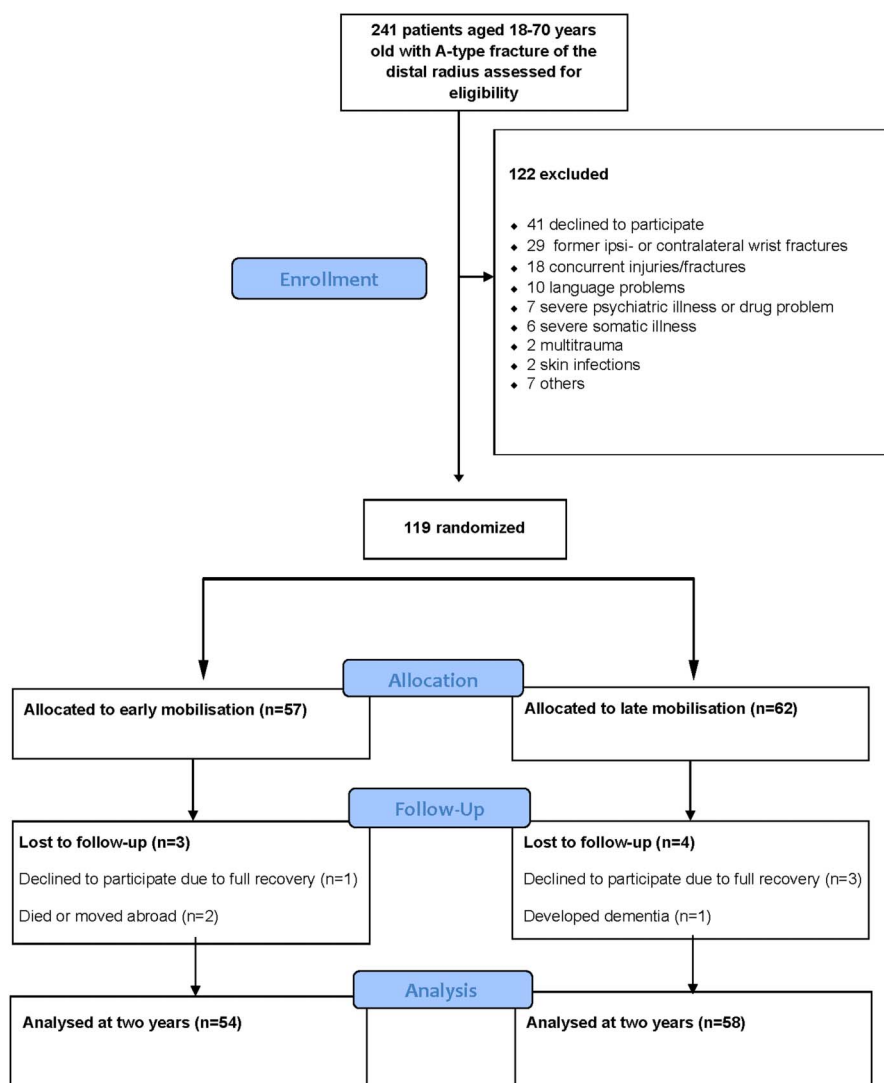 241 patients aged 18-70 years
old with A-type fracture of the
distal radius assessed for
eligibility
122 excluded
◆ 41 declined to participate
◆ 29 former ipsi- or contralateral wrist fractures
◆ 18 concurrent injuries/fractures
◆ 10 language problems
◆ 7 severe psychiatric illness or drug problem
◆ 6 severe somatic illness
◆ 2 multitrauma
◆ 2 skin infections
◆ 7 others
Enrollment
119 randomized
Allocation
Allocated to early mobilisation (n=57)
Allocated to late mobilisation (n=62)
Follow-Up
Lost to follow-up (n=3)
Declined to participate due to full recovery (n=1)
Died or moved abroad (n=2)
Lost to follow-up (n=4)
Declined to participate due to full recovery (n=3)
Developed dementia (n=1)
Analysis
Analysed at two years (n=54)
Analysed at two years (n=58)